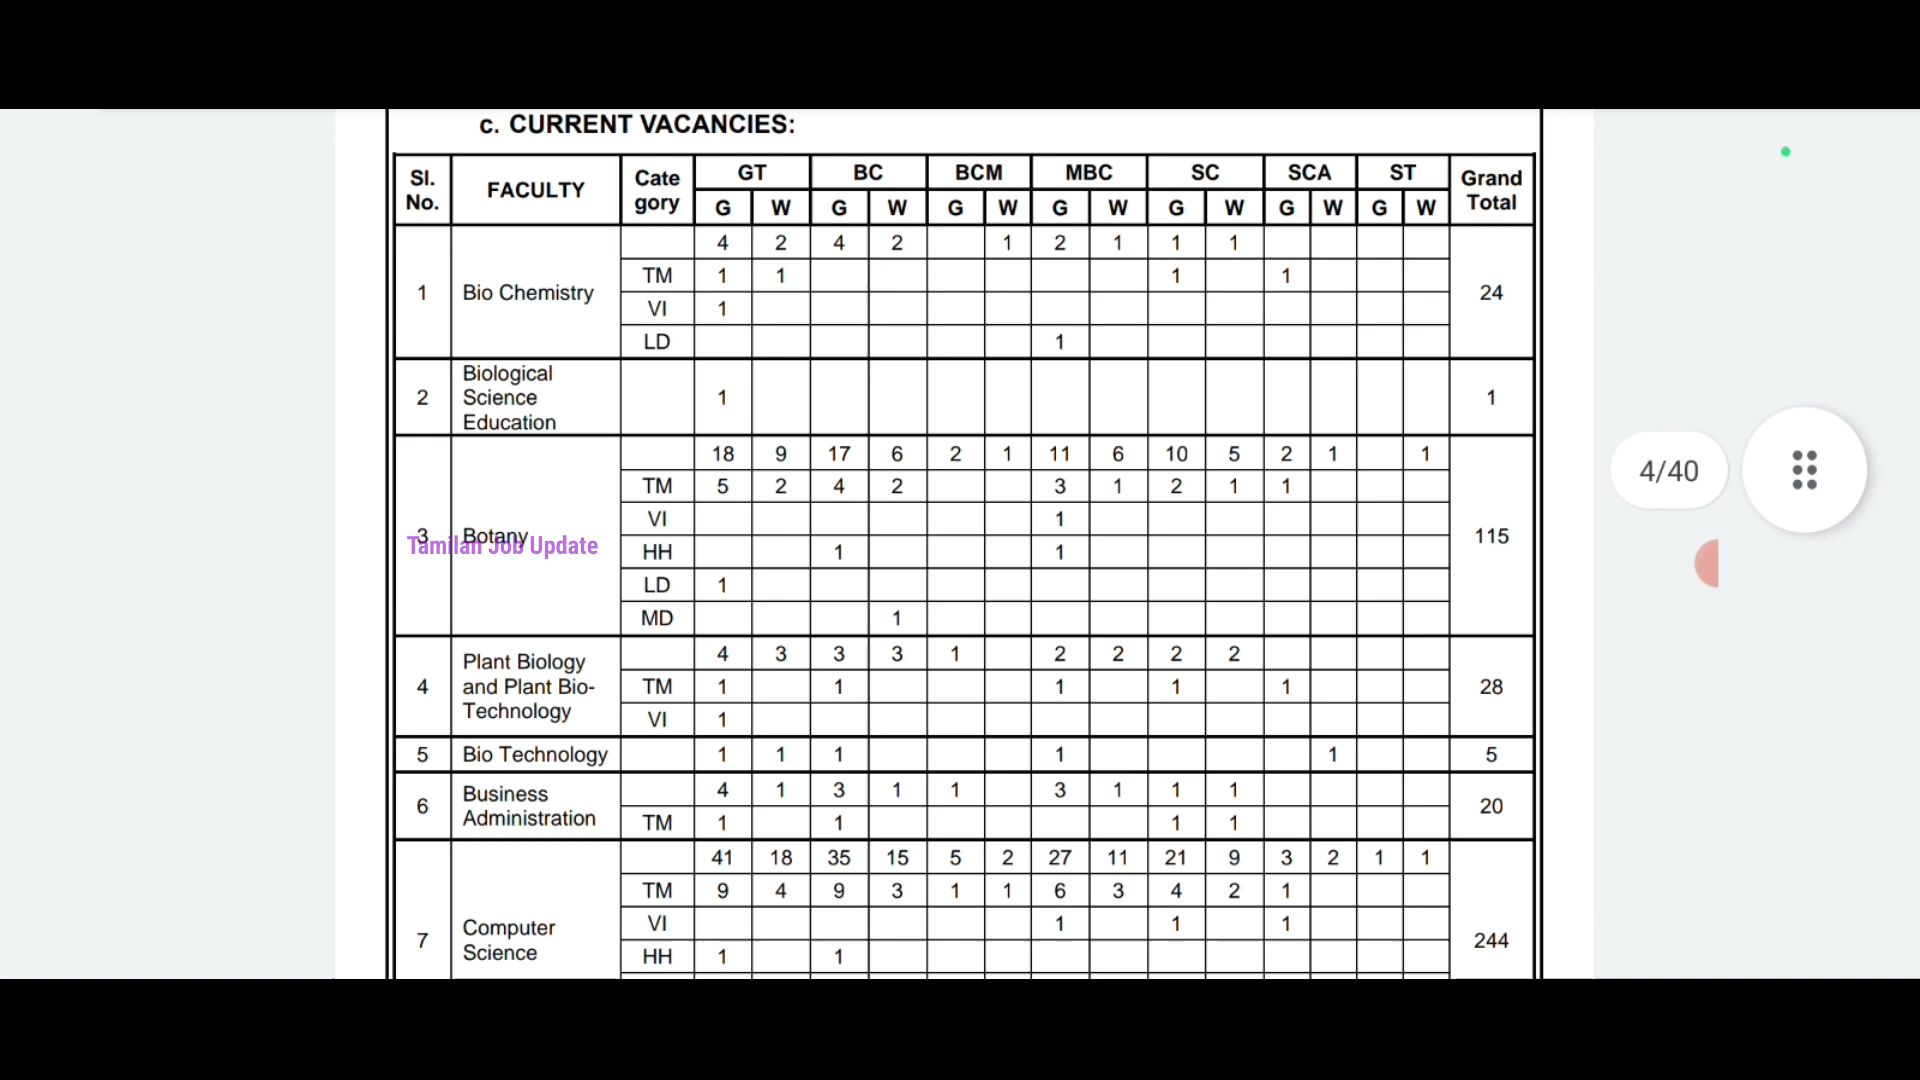 c. CURRENT VACANCIES:
Sl. No. FACULTY Cate gory GT BC BCM MBC SC SCA ST Grand Total
G W G W G W G W G W G W G W
1 Bio Chemistry 4 2 4 2 1 2 1 1 1 24
TM 1 1 1 1
VI 1
LD 1
2 Biological Science Education 1 1
3 Botany 18 9 17 6 2 1 11 6 10 5 2 1 1 115
TM 5 2 4 2 3 1 2 1 1
VI 1
HH 1 1
LD 1
MD 1
Tamilan Job Update
4 Plant Biology and Plant Bio-Technology 4 3 3 3 1 2 2 2 2 28
TM 1 1 1 1 1
VI 1
5 Bio Technology 1 1 1 1 1 5
6 Business Administration 4 1 3 1 1 3 1 1 1 20
TM 1 1 1 1
7 Computer Science 41 18 35 15 5 2 27 11 21 9 3 2 1 1 244
TM 9 4 9 3 1 1 6 3 4 2 1
VI 1 1 1
HH 1 1
4/40